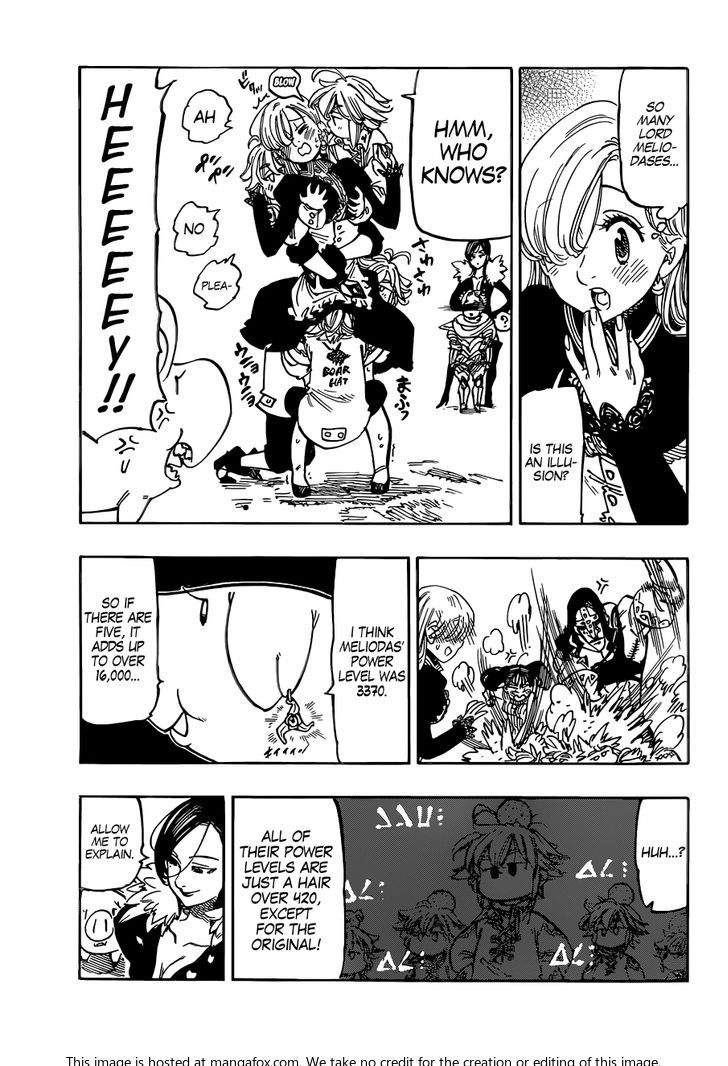 SO
MANY
LORD
MELIO-
DASES...
IS THIS
AN ILLU-
SION?
HMM,
WHO
KNOWS?
BLOW
AH
NO
PLEA-
BOAR
HAT
さわ
さわ
?
HEEEEEEY!!
I THINK
MELIODAS'
POWER
LEVEL WAS
3370.
SO IF
THERE ARE
FIVE, IT
ADDS UP
TO OVER
16,000...
HUH...?
ALL OF
THEIR POWER
LEVELS ARE
JUST A HAIR
OVER 420,
EXCEPT
FOR THE
ORIGINAL!
ALLOW
ME TO
EXPLAIN.
This image is hosted at mangafox.com. We take no credit for the creation or editing of this image.